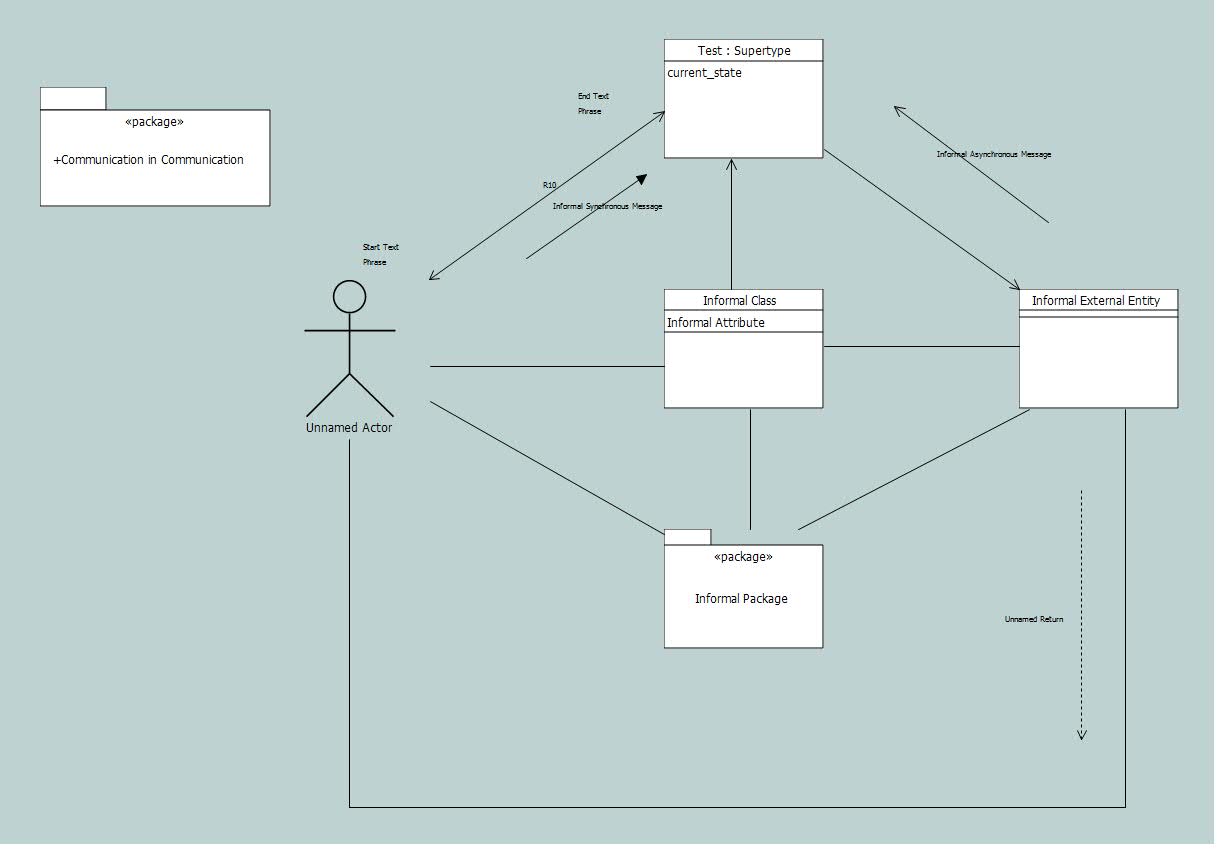 Test : Supertype
current_state
End Text
Phrase
«package»
+Communication in Communication
Informal Asynchronous Message
R10
Informal Synchronous Message
Start Text
Phrase
Informal Class
Informal Attribute
Informal External Entity
Unnamed Actor
«package»
Informal Package
Unnamed Return